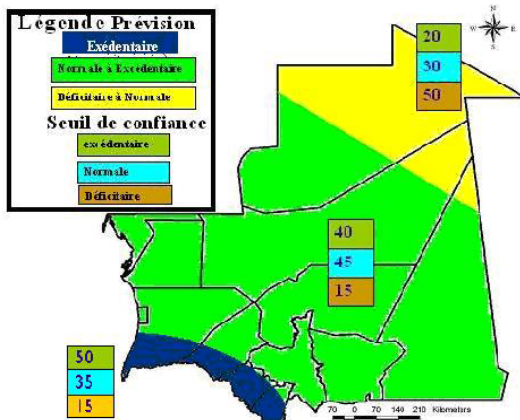 Légende Prévision
Exédentaire
Normale à Excedentaire
Déficitaire à Normale
Seuil de confiance
excédentaire
Normale
Déficitaire
20
30
50
N
W E
S
40
45
15
50
35
15
70 0 70 140 210 Kilometers